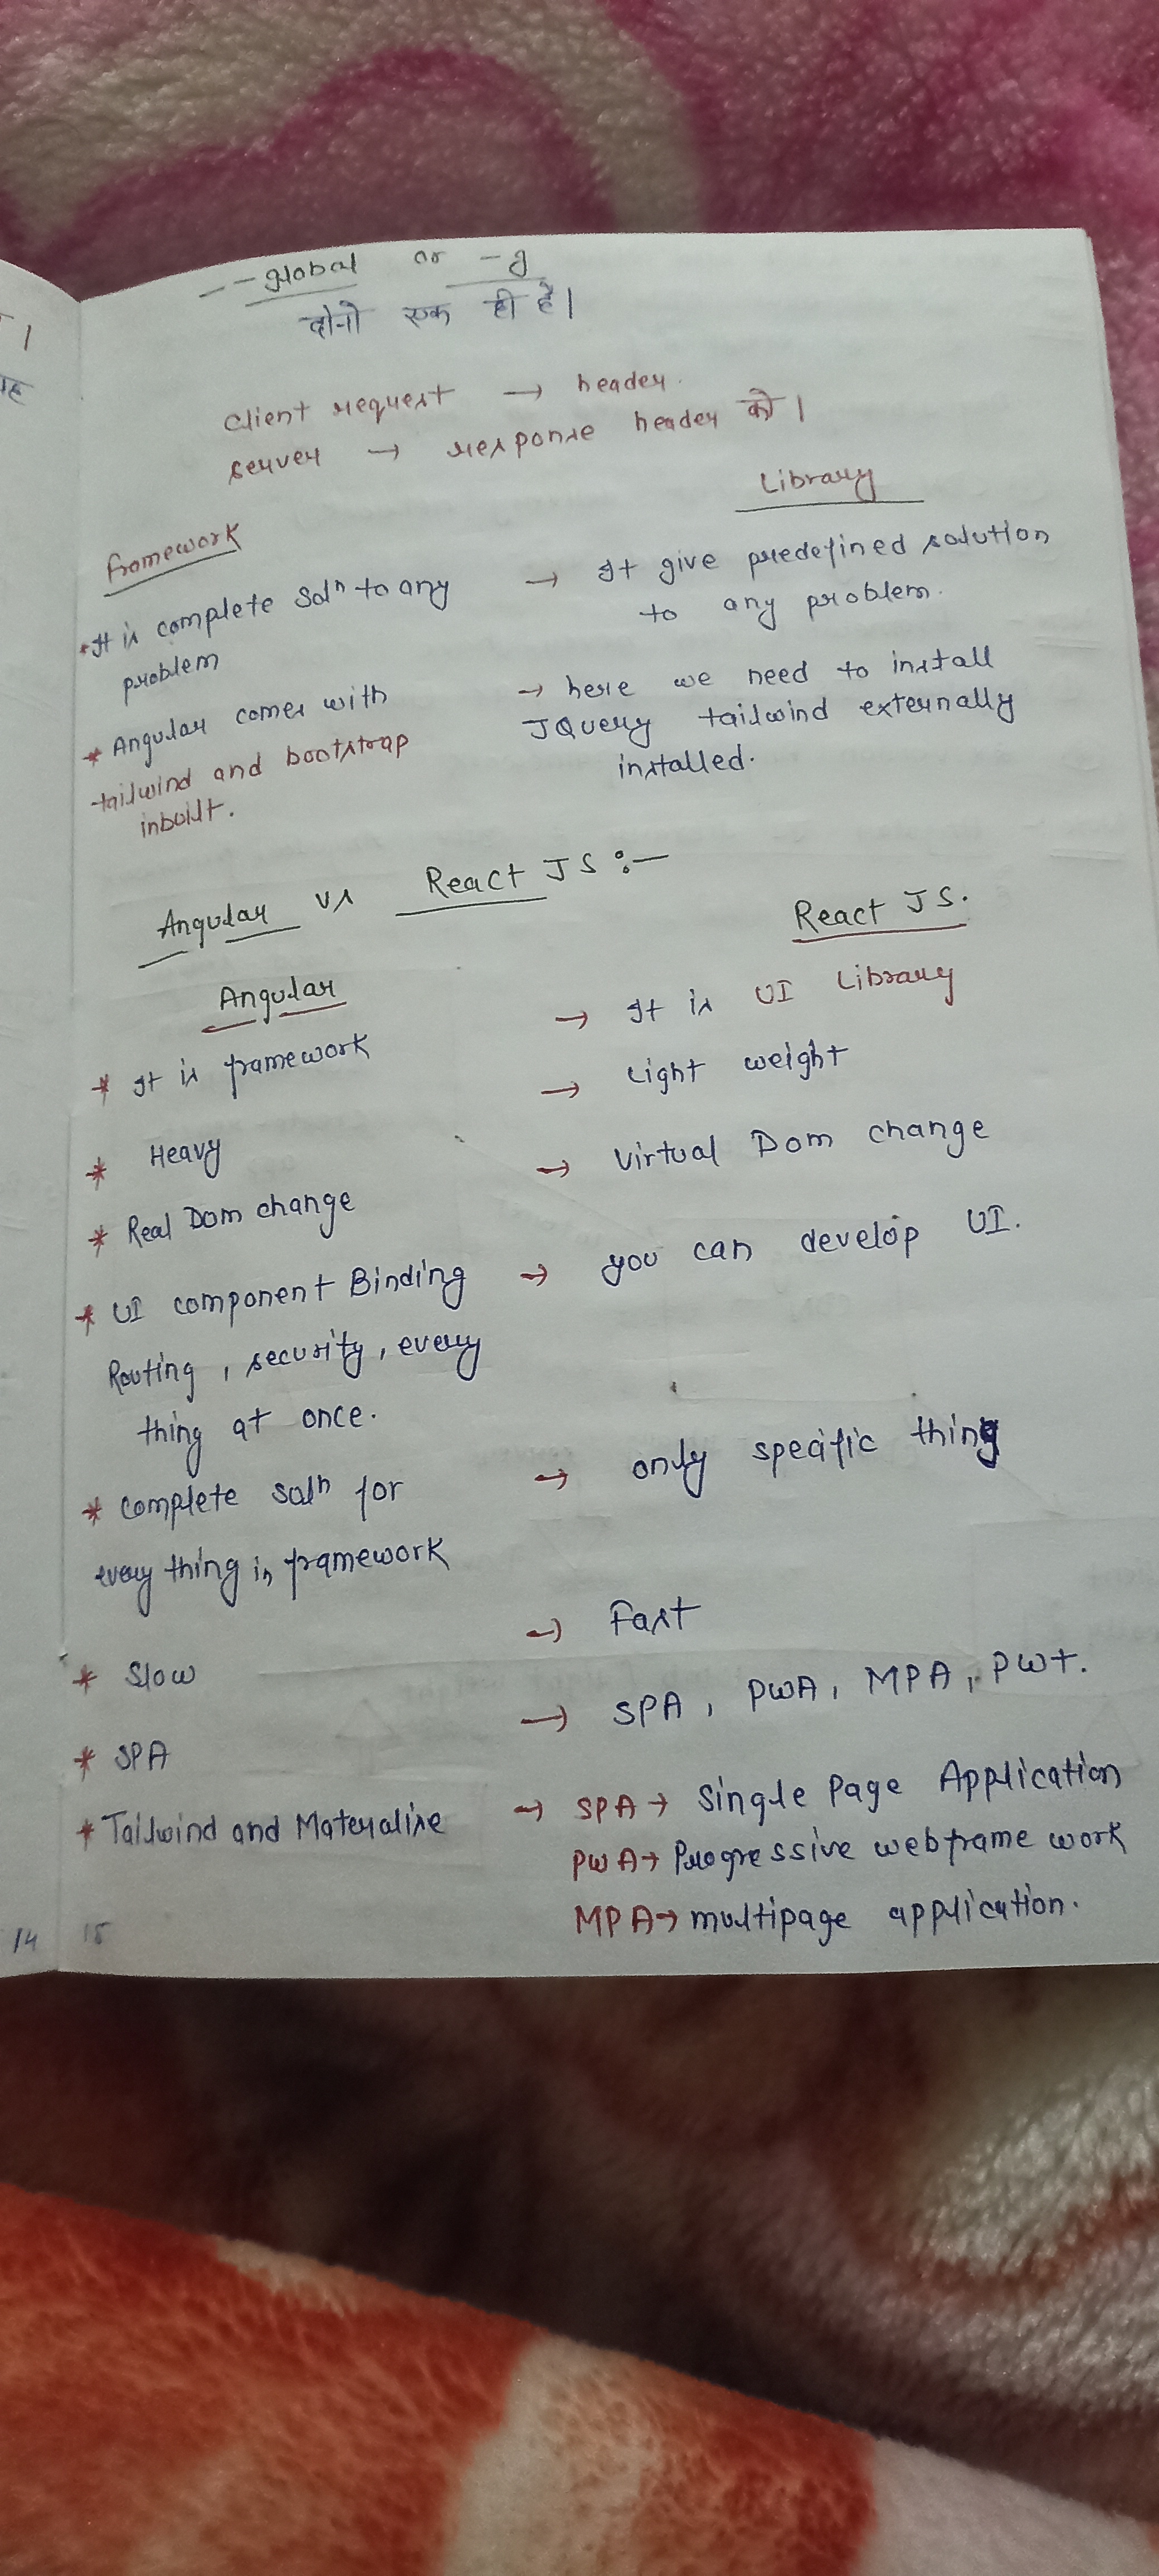 --global or -g
दोनो एक ही है।
client request → header.
server → response header को।
framework
Library
* It is complete Solⁿ to any
problem
→ It give predefined solution
to any problem.
* Angular comes with
tailwind and bootstrap
inbuilt.
→ here we need to install
JQuery tailwind externally
installed.
Angular vs React JS :-
Angular
React JS.
* It is framework
→ It is UI Library
* Heavy
→ Light weight
* Real Dom change
→ Virtual Dom change
* UI component Binding
Routing, security, every
thing at once.
→ you can develop UI.
* complete solⁿ for
every thing in framework
→ only specific thing
* Slow
→ Fast
* SPA
→ SPA, PWA, MPA, PWT.
* Tailwind and Materalise
→ SPA → Single Page Application
PWA → Progressive webframe work
MPA → multipage application.
14 15